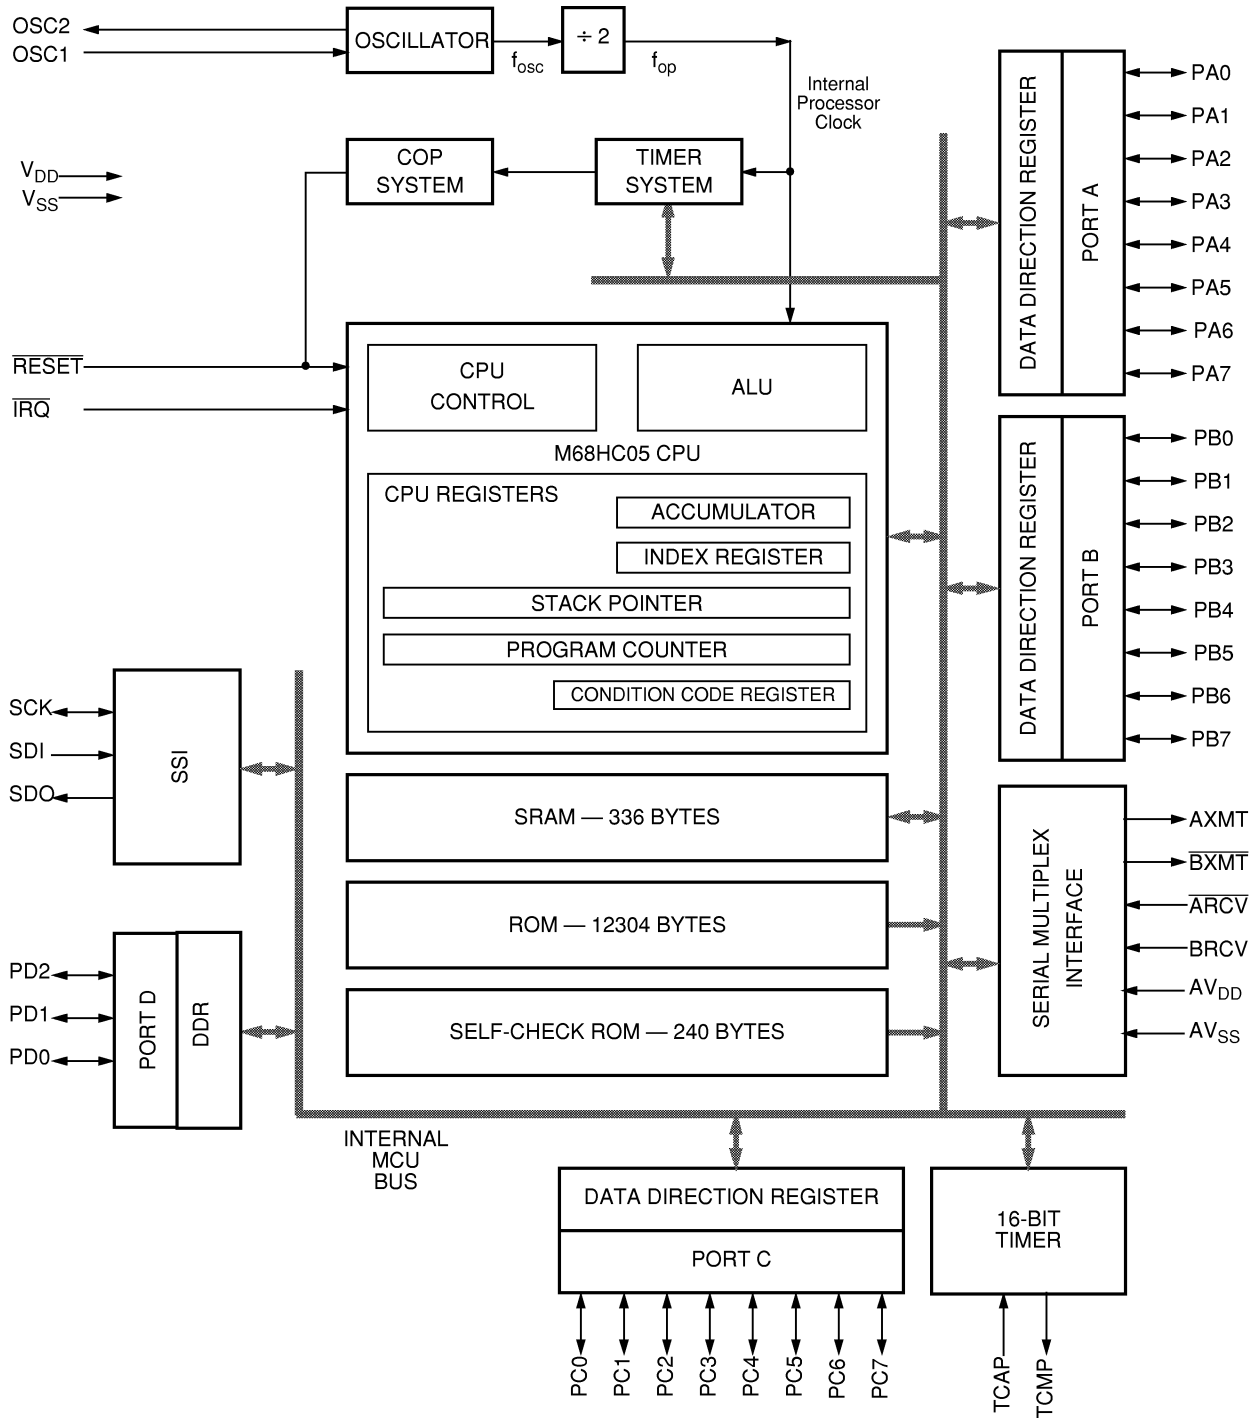 OSC2
OSC1
OSCILLATOR
÷ 2
fosc
fop
Internal
Processor
Clock
VDD
VSS
COP
SYSTEM
TIMER
SYSTEM
RESET
IRQ
CPU
CONTROL
ALU
M68HC05 CPU
CPU REGISTERS
ACCUMULATOR
INDEX REGISTER
STACK POINTER
PROGRAM COUNTER
CONDITION CODE REGISTER
DATA DIRECTION REGISTER
PORT A
PA0
PA1
PA2
PA3
PA4
PA5
PA6
PA7
DATA DIRECTION REGISTER
PORT B
PB0
PB1
PB2
PB3
PB4
PB5
PB6
PB7
SCK
SDI
SDO
SSI
SRAM — 336 BYTES
ROM — 12304 BYTES
SELF-CHECK ROM — 240 BYTES
SERIAL MULTIPLEX
INTERFACE
AXMT
BXMT
ARCV
BRCV
AVDD
AVSS
PD2
PD1
PD0
PORT D
DDR
INTERNAL
MCU
BUS
DATA DIRECTION REGISTER
PORT C
PC0
PC1
PC2
PC3
PC4
PC5
PC6
PC7
16-BIT
TIMER
TCAP
TCMP